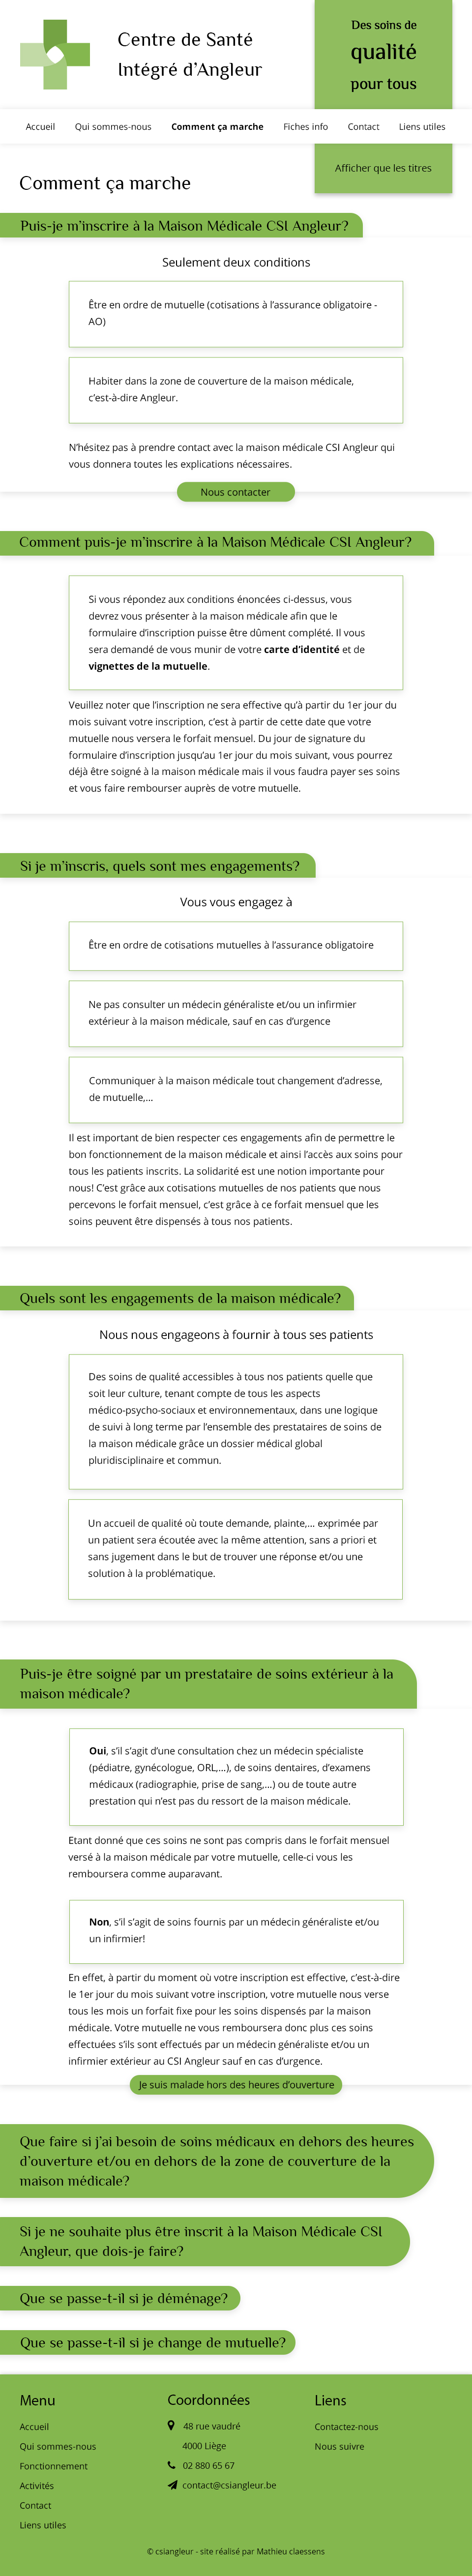 Centre de Santé
Intégré d’Angleur
Des soins de
qualité
pour tous
Accueil
Qui sommes-nous
Comment ça marche
Fiches info
Contact
Liens utiles
Afficher que les titres
Comment ça marche
Puis-je m’inscrire à la Maison Médicale CSI Angleur?
Seulement deux conditions
Être en ordre de mutuelle (cotisations à l’assurance obligatoire -
AO)
Habiter dans la zone de couverture de la maison médicale,
c’est-à-dire Angleur.
N’hésitez pas à prendre contact avec la maison médicale CSI Angleur qui
vous donnera toutes les explications nécessaires.
Nous contacter
Comment puis-je m’inscrire à la Maison Médicale CSI Angleur?
Si vous répondez aux conditions énoncées ci-dessus, vous
devrez vous présenter à la maison médicale afin que le
formulaire d’inscription puisse être dûment complété. Il vous
sera demandé de vous munir de votre carte d’identité et de
vignettes de la mutuelle.
Veuillez noter que l’inscription ne sera effective qu’à partir du 1er jour du
mois suivant votre inscription, c’est à partir de cette date que votre
mutuelle nous versera le forfait mensuel. Du jour de signature du
formulaire d’inscription jusqu’au 1er jour du mois suivant, vous pourrez
déjà être soigné à la maison médicale mais il vous faudra payer ses soins
et vous faire rembourser auprès de votre mutuelle.
Si je m’inscris, quels sont mes engagements?
Vous vous engagez à
Être en ordre de cotisations mutuelles à l’assurance obligatoire
Ne pas consulter un médecin généraliste et/ou un infirmier
extérieur à la maison médicale, sauf en cas d’urgence
Communiquer à la maison médicale tout changement d’adresse,
de mutuelle,...
Il est important de bien respecter ces engagements afin de permettre le
bon fonctionnement de la maison médicale et ainsi l’accès aux soins pour
tous les patients inscrits. La solidarité est une notion importante pour
nous! C’est grâce aux cotisations mutuelles de nos patients que nous
percevons le forfait mensuel, c’est grâce à ce forfait mensuel que les
soins peuvent être dispensés à tous nos patients.
Quels sont les engagements de la maison médicale?
Nous nous engageons à fournir à tous ses patients
Des soins de qualité accessibles à tous nos patients quelle que
soit leur culture, tenant compte de tous les aspects
médico-psycho-sociaux et environnementaux, dans une logique
de suivi à long terme par l’ensemble des prestataires de soins de
la maison médicale grâce un dossier médical global
pluridisciplinaire et commun.
Un accueil de qualité où toute demande, plainte,... exprimée par
un patient sera écoutée avec la même attention, sans a priori et
sans jugement dans le but de trouver une réponse et/ou une
solution à la problématique.
Puis-je être soigné par un prestataire de soins extérieur à la
maison médicale?
Oui, s’il s’agit d’une consultation chez un médecin spécialiste
(pédiatre, gynécologue, ORL,...), de soins dentaires, d’examens
médicaux (radiographie, prise de sang,...) ou de toute autre
prestation qui n’est pas du ressort de la maison médicale.
Etant donné que ces soins ne sont pas compris dans le forfait mensuel
versé à la maison médicale par votre mutuelle, celle-ci vous les
remboursera comme auparavant.
Non, s’il s’agit de soins fournis par un médecin généraliste et/ou
un infirmier!
En effet, à partir du moment où votre inscription est effective, c’est-à-dire
le 1er jour du mois suivant votre inscription, votre mutuelle nous verse
tous les mois un forfait fixe pour les soins dispensés par la maison
médicale. Votre mutuelle ne vous remboursera donc plus ces soins
effectuées s’ils sont effectués par un médecin généraliste et/ou un
infirmier extérieur au CSI Angleur sauf en cas d’urgence.
Je suis malade hors des heures d’ouverture
Que faire si j’ai besoin de soins médicaux en dehors des heures
d’ouverture et/ou en dehors de la zone de couverture de la
maison médicale?
Si je ne souhaite plus être inscrit à la Maison Médicale CSI
Angleur, que dois-je faire?
Que se passe-t-il si je déménage?
Que se passe-t-il si je change de mutuelle?
Menu
Accueil
Qui sommes-nous
Fonctionnement
Activités
Contact
Liens utiles
Coordonnées
48 rue vaudré
4000 Liège
02 880 65 67
contact@csiangleur.be
Liens
Contactez-nous
Nous suivre
© csiangleur - site réalisé par Mathieu claessens